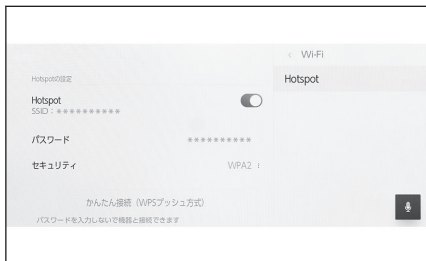 < Wi-Fi
Hotspotの設定
Hotspot
Hotspot
SSID：**********
パスワード **********
セキュリティ WPA2
かんたん接続（WPSプッシュ方式）
パスワードを入力しないで機器と接続できます